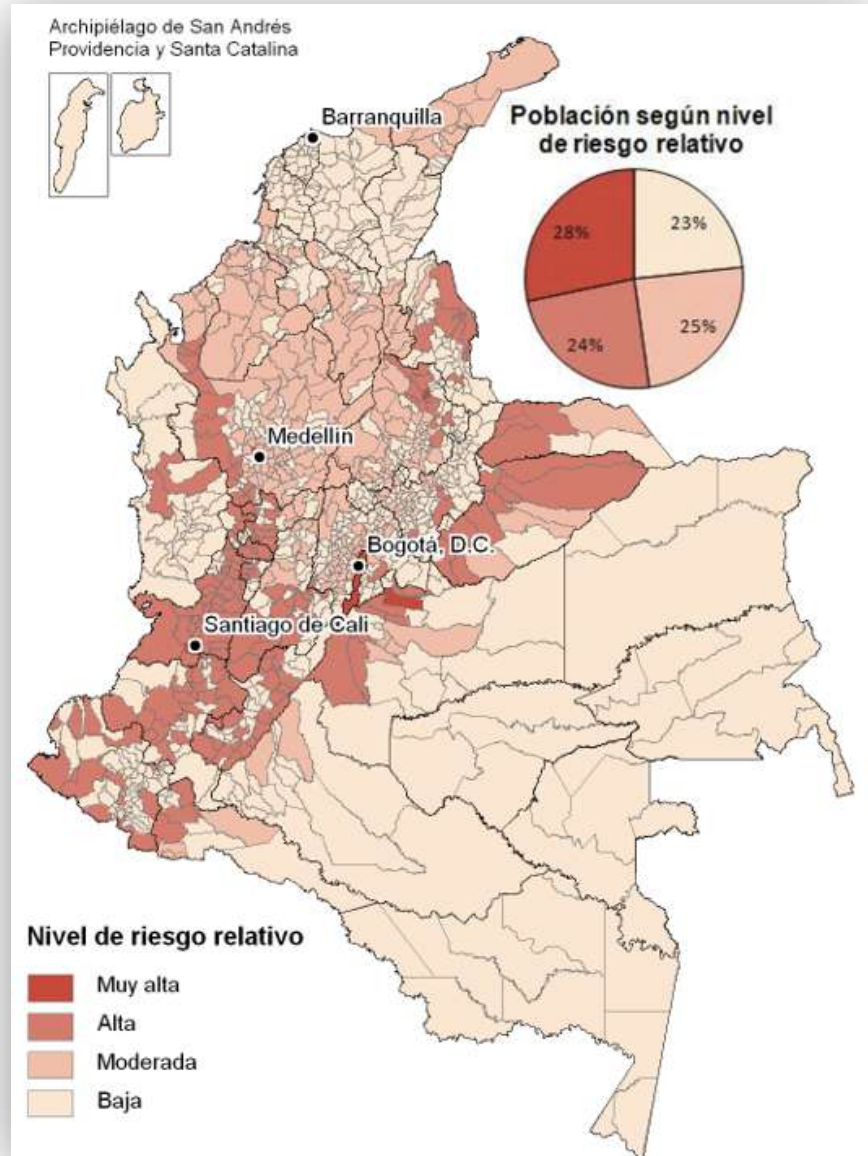 Archipiélago de San Andrés
Providencia y Santa Catalina
Barranquilla
Población según nivel
de riesgo relativo
28%
23%
24%
25%
Medellín
Bogotá, D.C.
Santiago de Cali
Nivel de riesgo relativo
Muy alta
Alta
Moderada
Baja